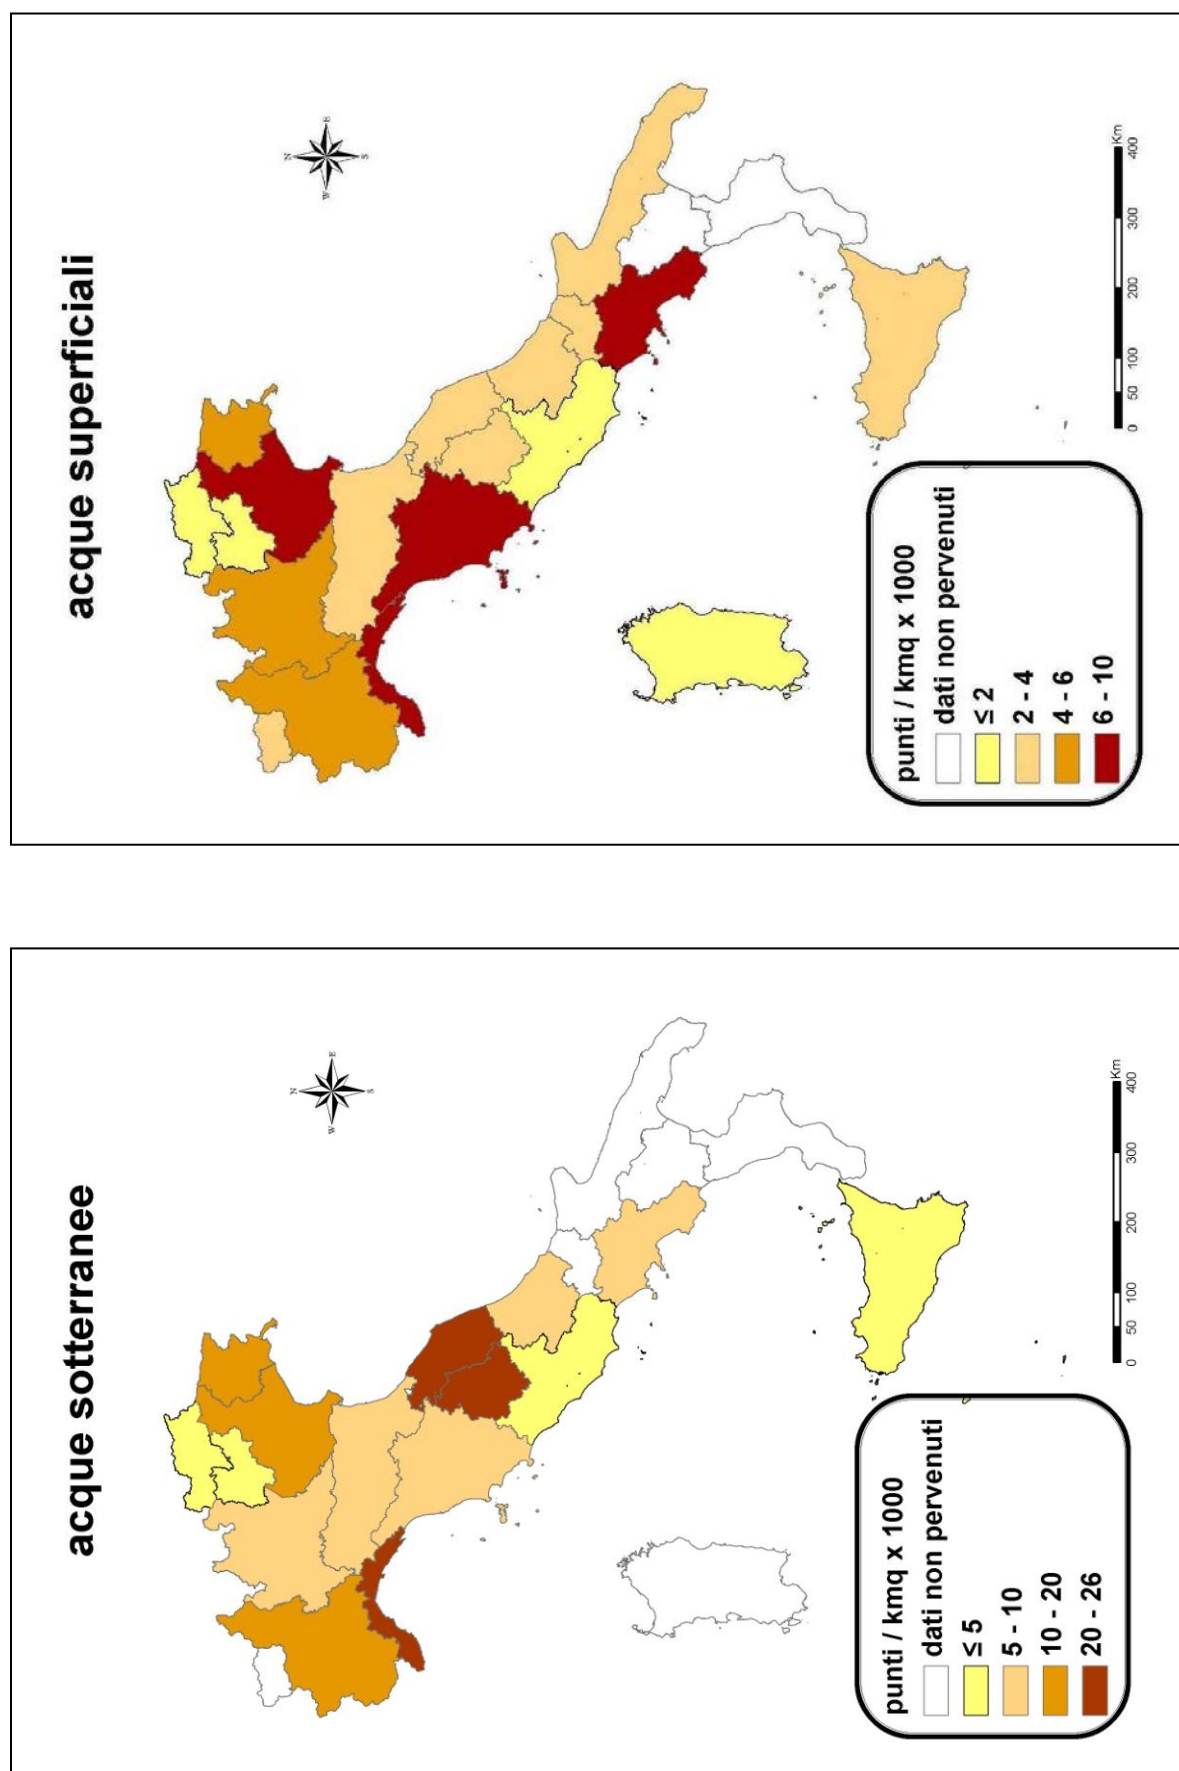 acque superficiali
N
W
E
S
punti / kmq x 1000
dati non pervenuti
≤ 2
2 - 4
4 - 6
6 - 10
0
50
100
200
300
400
Km
acque sotterranee
N
W
E
S
punti / kmq x 1000
dati non pervenuti
≤ 5
5 - 10
10 - 20
20 - 26
0
50
100
200
300
400
Km